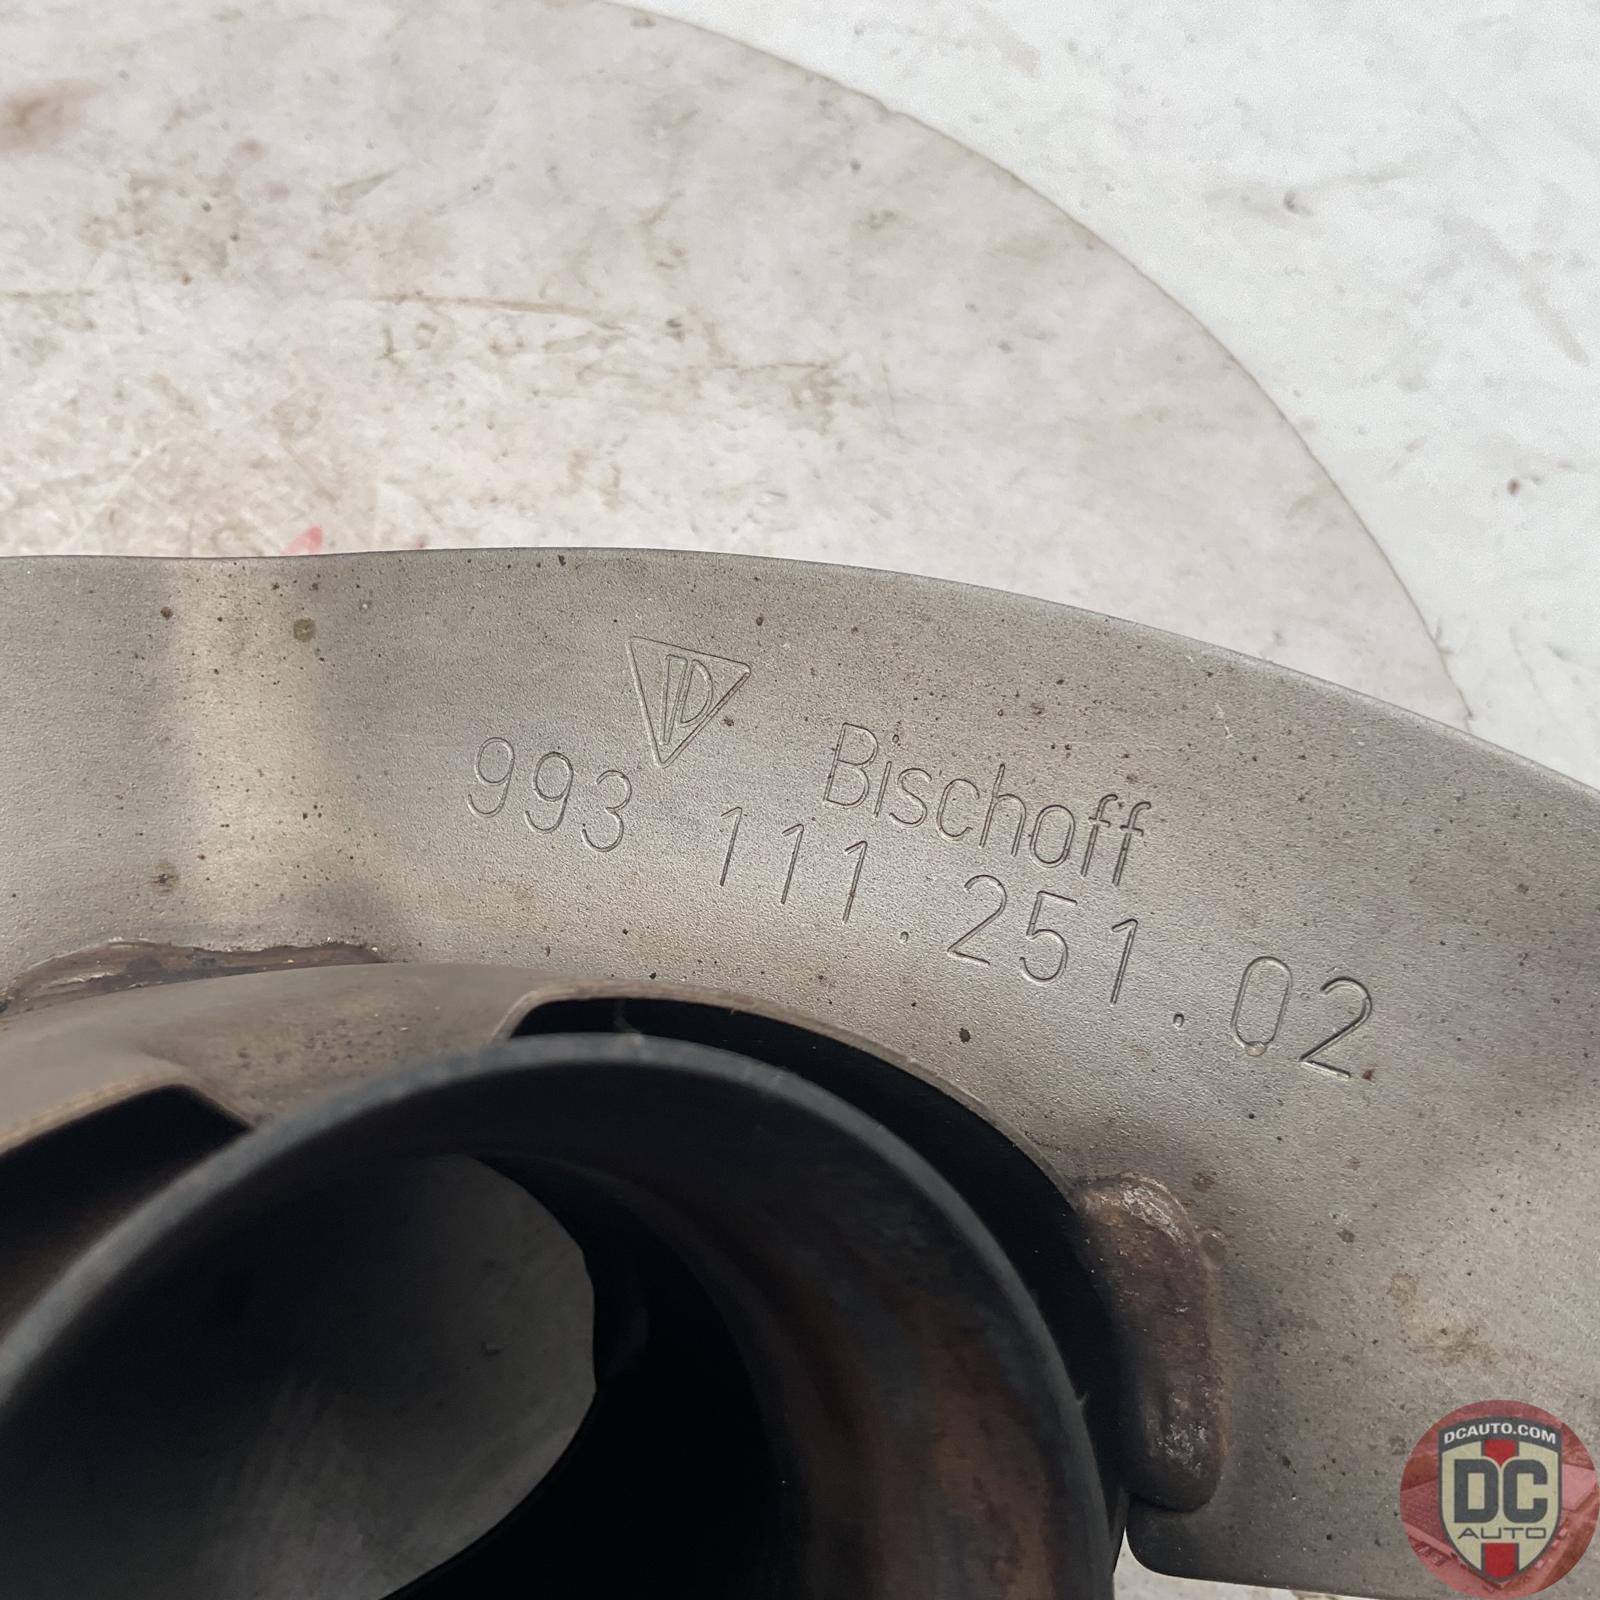 Bischoff
993 111.251.02
DCAUTO.COM
DC
AUTO